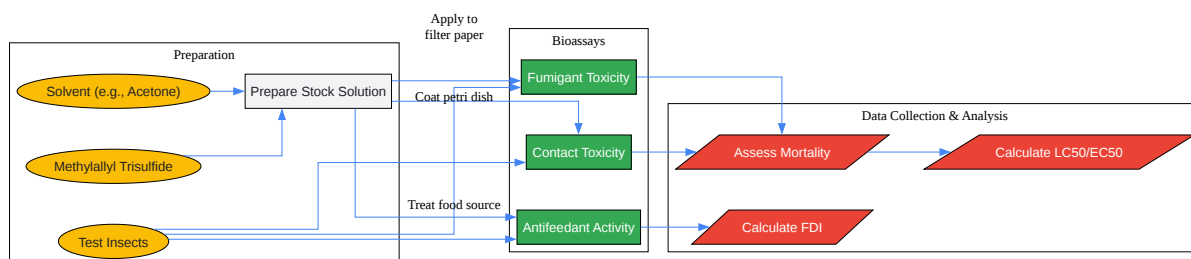 Apply to
filter paper
Preparation
Bioassays
Solvent (e.g., Acetone)
Prepare Stock Solution
Fumigant Toxicity
Coat petri dish
Data Collection & Analysis
Methylallyl Trisulfide
Contact Toxicity
Assess Mortality
Calculate LC50/EC50
Treat food source
Test Insects
Antifeedant Activity
Calculate FDI